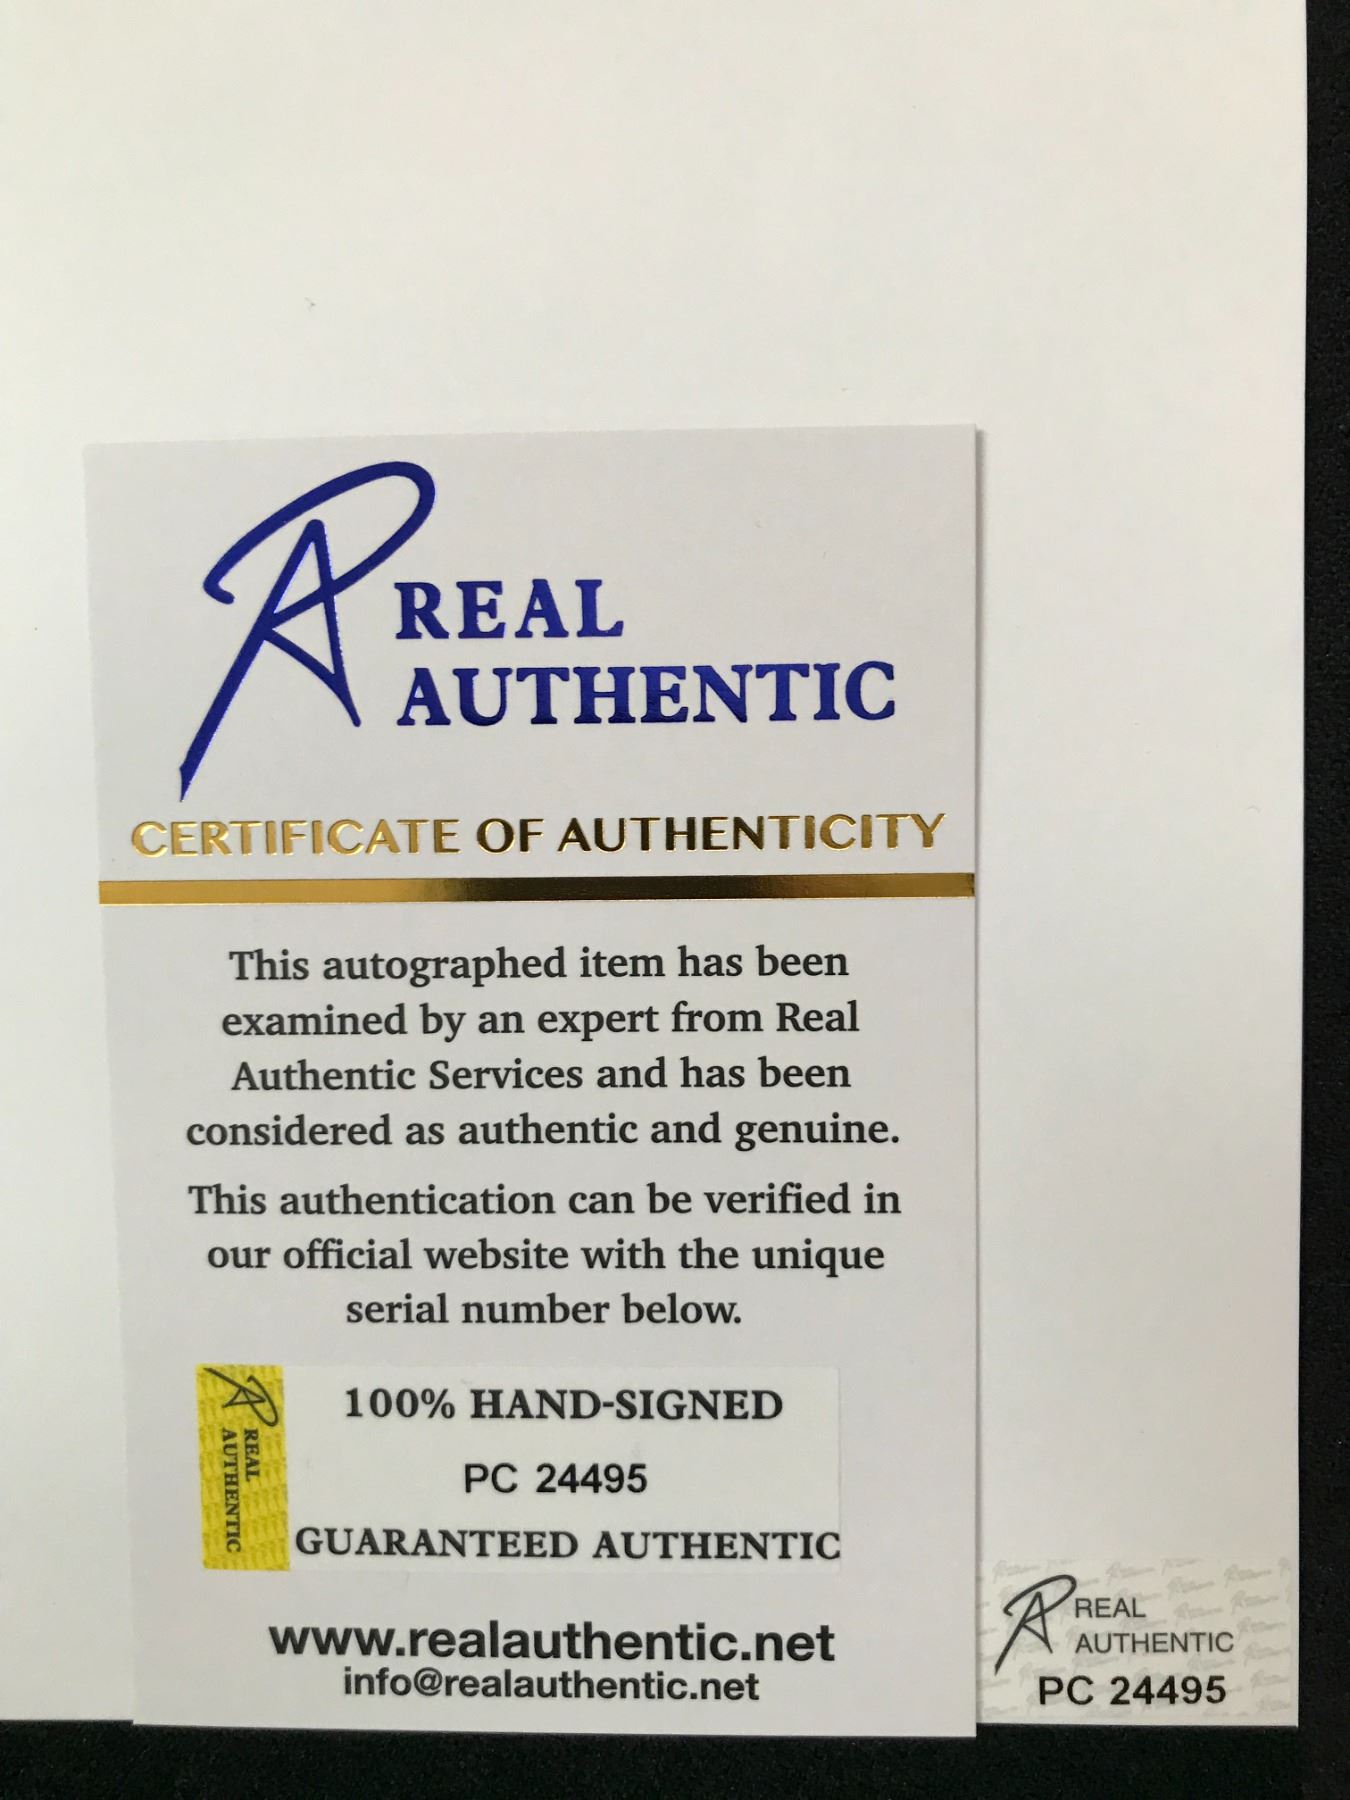 REAL
AUTHENTIC
CERTIFICATE OF AUTHENTICITY
This autographed item has been
examined by an expert from Real
Authentic Services and has been
considered as authentic and genuine.
This authentication can be verified in
our official website with the unique
serial number below.
REAL
AUTHENTIC
100% HAND-SIGNED
PC 24495
GUARANTEED AUTHENTIC
www.realauthentic.net
info@realauthentic.net
REAL
AUTHENTIC
PC 24495